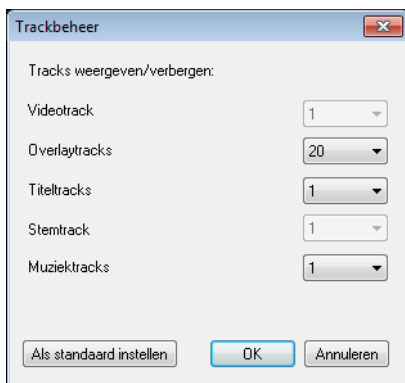 Trackbeheer
Tracks weergeven/verbergen:
Videotrack 1
Overlaytracks 20
Titeltracks 1
Stemtrack 1
Muziektracks 1
Als standaard instellen OK Annuleren